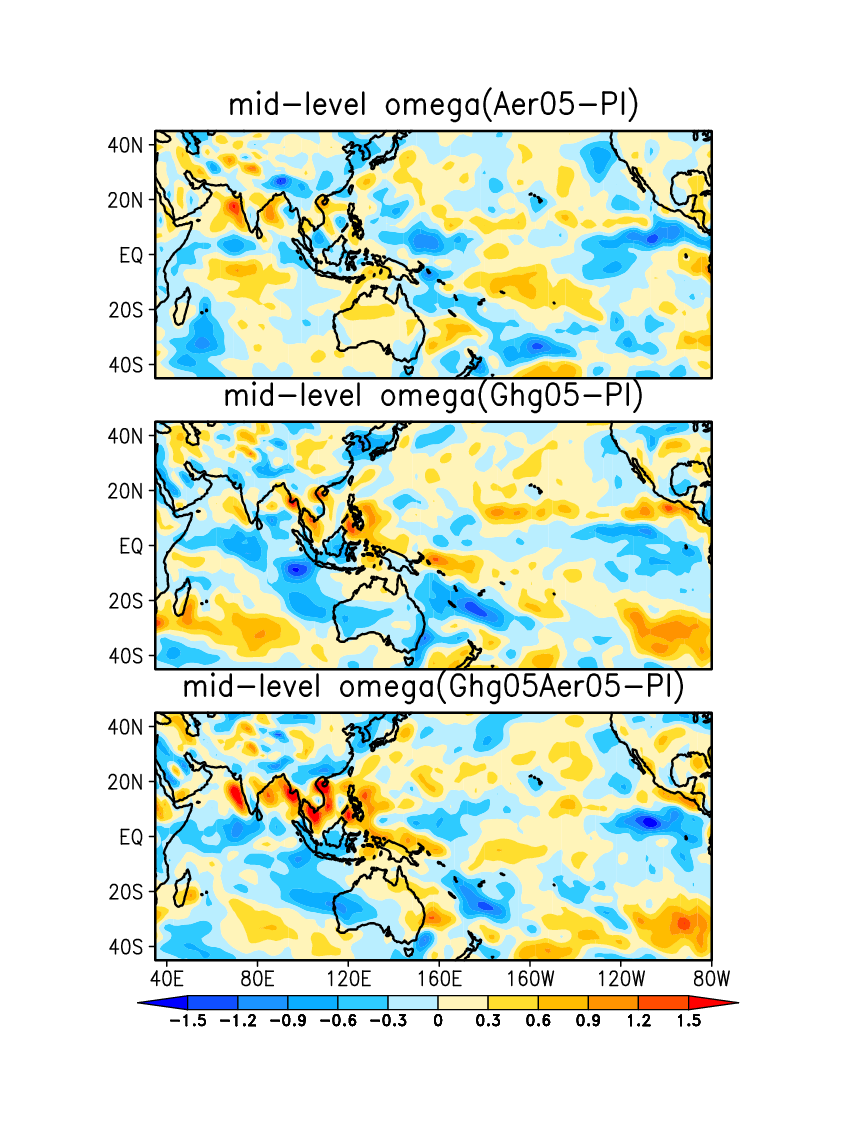 mid-level omega(Aer05-PI)
40N
20N
EQ
20S
40S
mid-level omega(Ghg05-PI)
40N
20N
EQ
20S
40S
mid-level omega(Ghg05Aer05-PI)
40N
20N
EQ
20S
40S
40E 80E 120E 160E 160W 120W 80W
-1.5 -1.2 -0.9 -0.6 -0.3 0 0.3 0.6 0.9 1.2 1.5